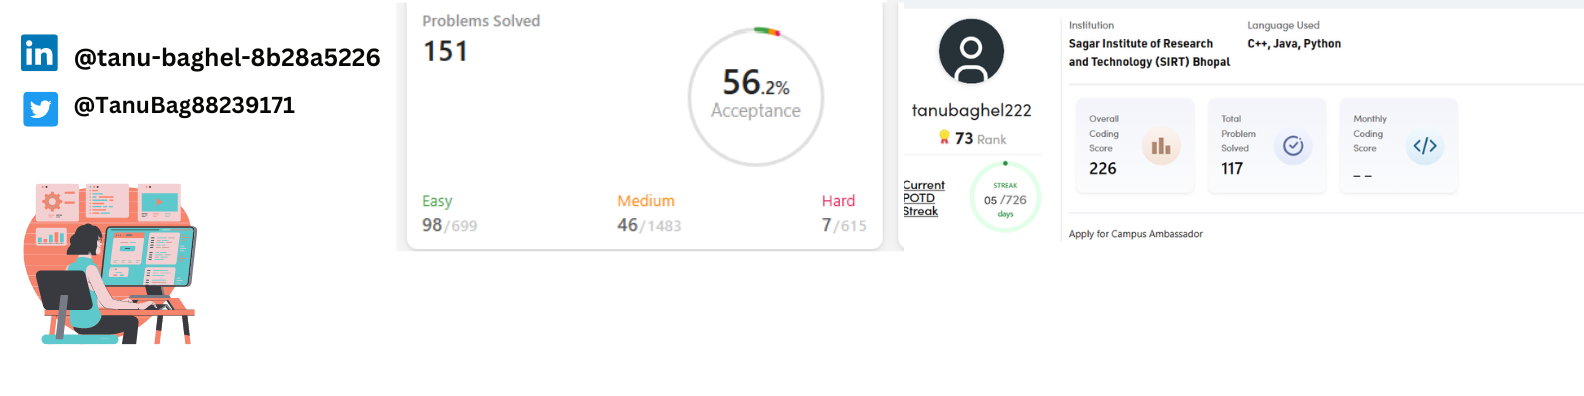 in @tanu-baghel-8b28a5226
@TanuBag88239171
Problems Solved
151
56.2%
Acceptance
Easy
98/699
Medium
46/1483
Hard
7/615
tanubaghel222
73 Rank
Current
POTD
Streak
STREAK
05 /726
days
Institution
Sagar Institute of Research
and Technology (SIRT) Bhopal
Language Used
C++, Java, Python
Overall
Coding
Score
226
Total
Problem
Solved
117
Monthly
Coding
Score
_ _
</>
Apply for Campus Ambassador